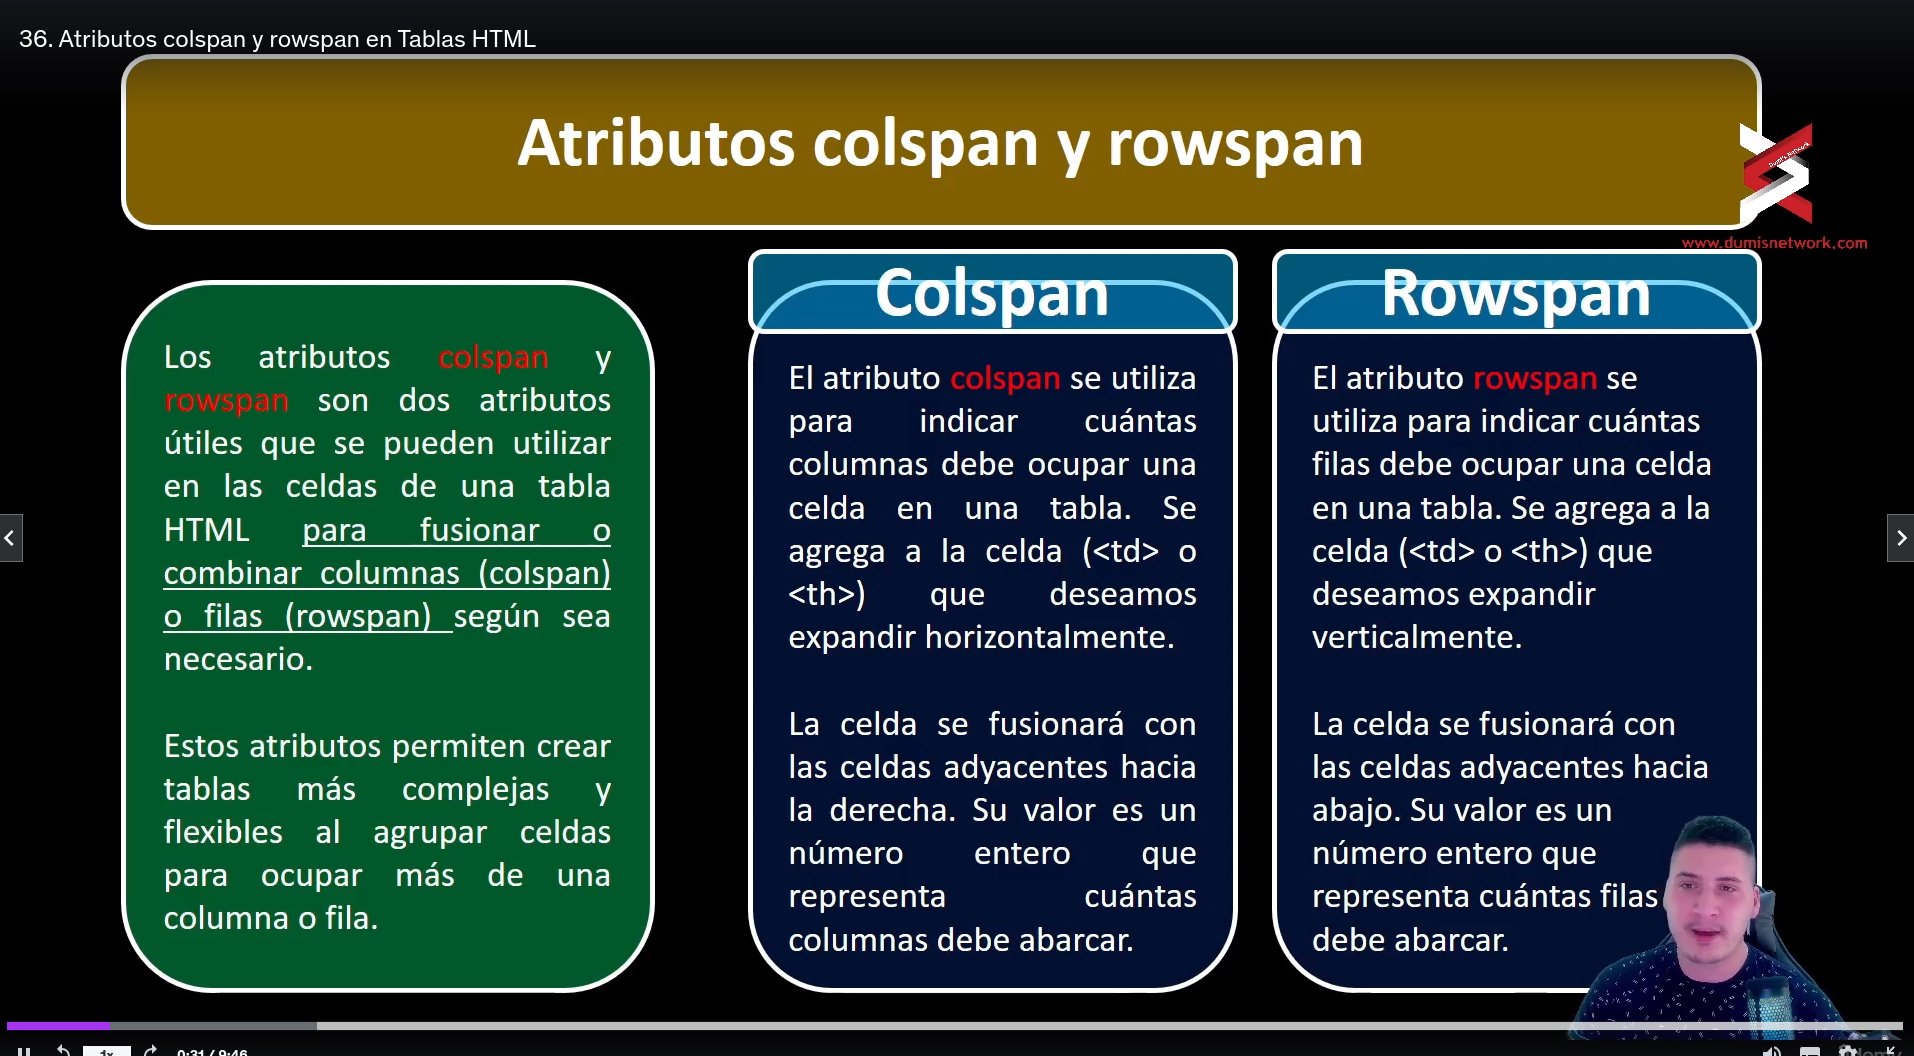 36. Atributos colspan y rowspan en Tablas HTML
Atributos colspan y rowspan
Dumi's Network
www.dumisnetwork.com
Los atributos colspan y
rowspan son dos atributos
útiles que se pueden utilizar
en las celdas de una tabla
HTML para fusionar o
combinar columnas (colspan)
o filas (rowspan) según sea
necesario.
Estos atributos permiten crear
tablas más complejas y
flexibles al agrupar celdas
para ocupar más de una
columna o fila.
Colspan
El atributo colspan se utiliza
para indicar cuántas
columnas debe ocupar una
celda en una tabla. Se
agrega a la celda (<td> o
<th>) que deseamos
expandir horizontalmente.
La celda se fusionará con
las celdas adyacentes hacia
la derecha. Su valor es un
número entero que
representa cuántas
columnas debe abarcar.
Rowspan
El atributo rowspan se
utiliza para indicar cuántas
filas debe ocupar una celda
en una tabla. Se agrega a la
celda (<td> o <th>) que
deseamos expandir
verticalmente.
La celda se fusionará con
las celdas adyacentes hacia
abajo. Su valor es un
número entero que
representa cuántas filas
debe abarcar.
1x
0:31 / 9:46